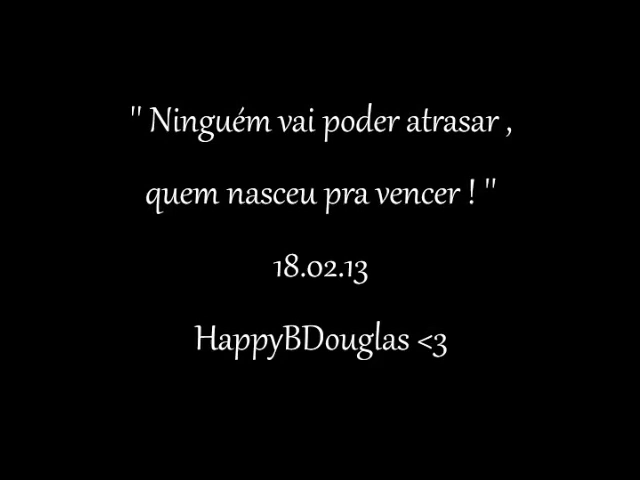 " Ninguém vai poder atrasar ,
quem nasceu pra vencer ! "
18.02.13
HappyBDouglas <3